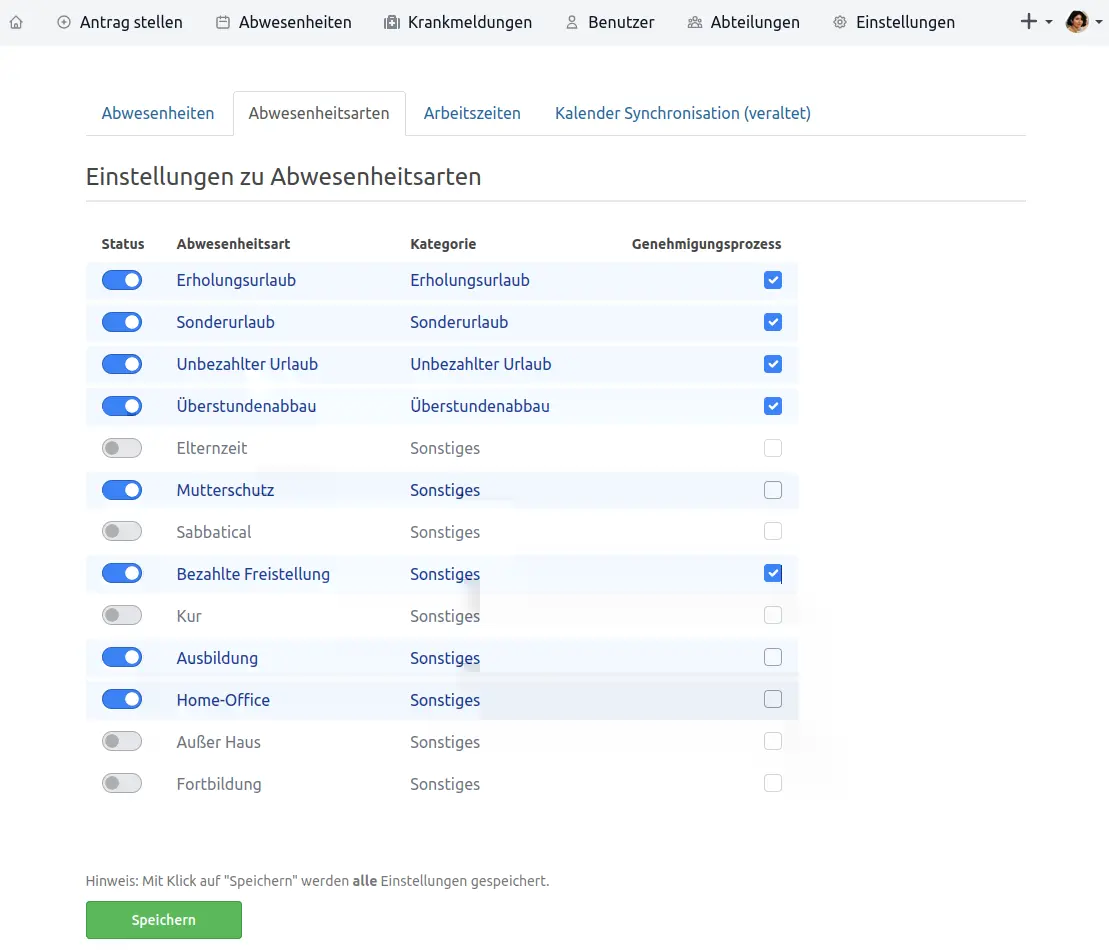 Antrag stellen Abwesenheiten Krankmeldungen Benutzer Abteilungen Einstellungen
Abwesenheiten Abwesenheitsarten Arbeitszeiten Kalender Synchronisation (veraltet)
Einstellungen zu Abwesenheitsarten
Status Abwesenheitsart Kategorie Genehmigungsprozess
Erholungsurlaub Erholungsurlaub
Sonderurlaub Sonderurlaub
Unbezahlter Urlaub Unbezahlter Urlaub
Überstundenabbau Überstundenabbau
Elternzeit Sonstiges
Mutterschutz Sonstiges
Sabbatical Sonstiges
Bezahlte Freistellung Sonstiges
Kur Sonstiges
Ausbildung Sonstiges
Home-Office Sonstiges
Außer Haus Sonstiges
Fortbildung Sonstiges
Hinweis: Mit Klick auf "Speichern" werden alle Einstellungen gespeichert.
Speichern